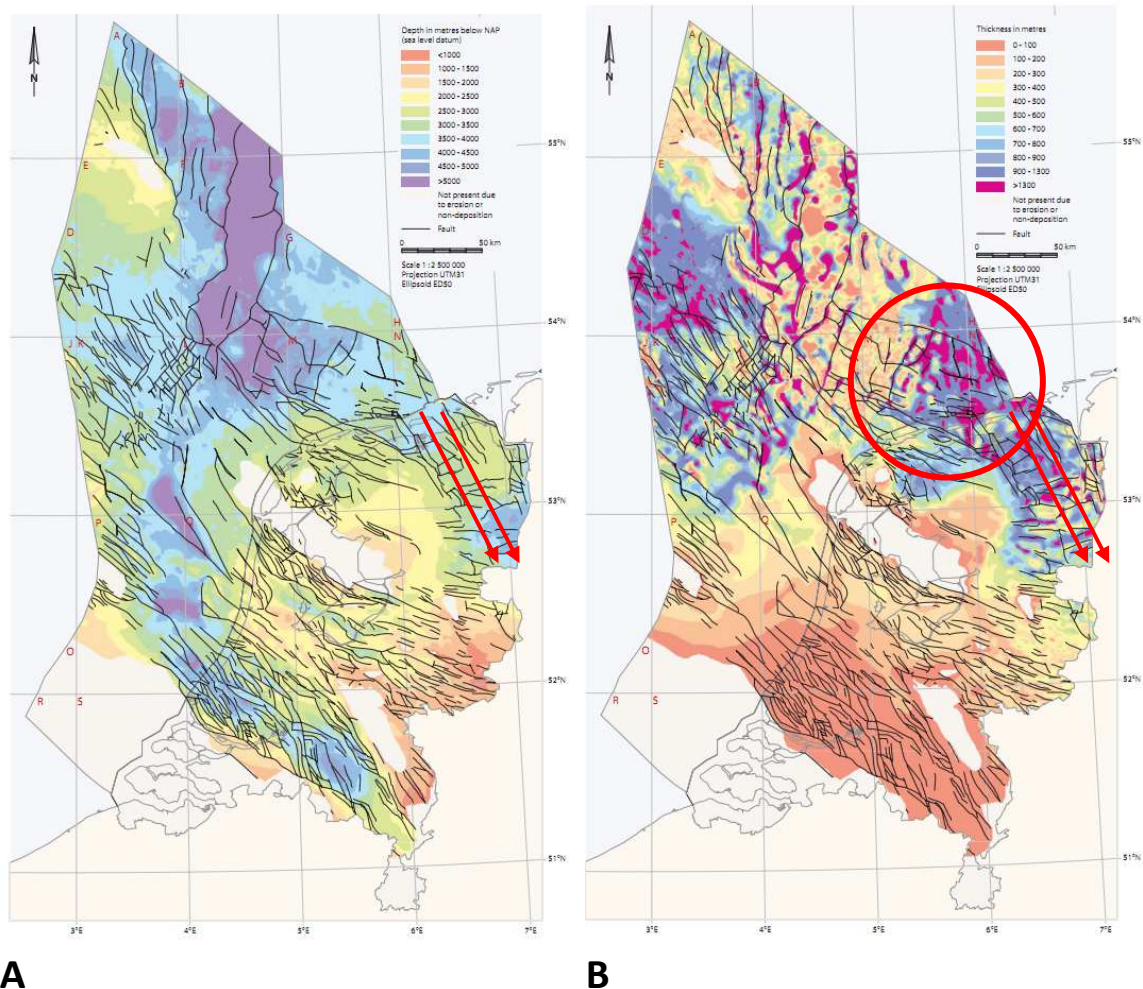 Depth in metres below NAP
(sea level datum)
<1000
1000 - 1500
1500 - 2000
2000 - 2500
2500 - 3000
3000 - 3500
3500 - 4000
4000 - 4500
4500 - 5000
>5000
Not present due
to erosion or
non-deposition
Fault
0 50 km
Scale 1 : 2 500 000
Projection UTM31
Ellipsoid ED50
N
A
B
E
F
D
G
H
J K
L
M
N
P
Q
O
R S
55°N
54°N
53°N
52°N
51°N
3°E 4°E 5°E 6°E 7°E
A
Thickness in metres
0 - 100
100 - 200
200 - 300
300 - 400
400 - 500
500 - 600
600 - 700
700 - 800
800 - 900
900 - 1300
>1300
Not present due
to erosion or
non-deposition
Fault
0 50 km
Scale 1 : 2 500 000
Projection UTM31
Ellipsoid ED50
N
A
E
D
H
J K
P
Q
O
R S
55°N
54°N
53°N
52°N
51°N
3°E 4°E 5°E 6°E 7°E
B